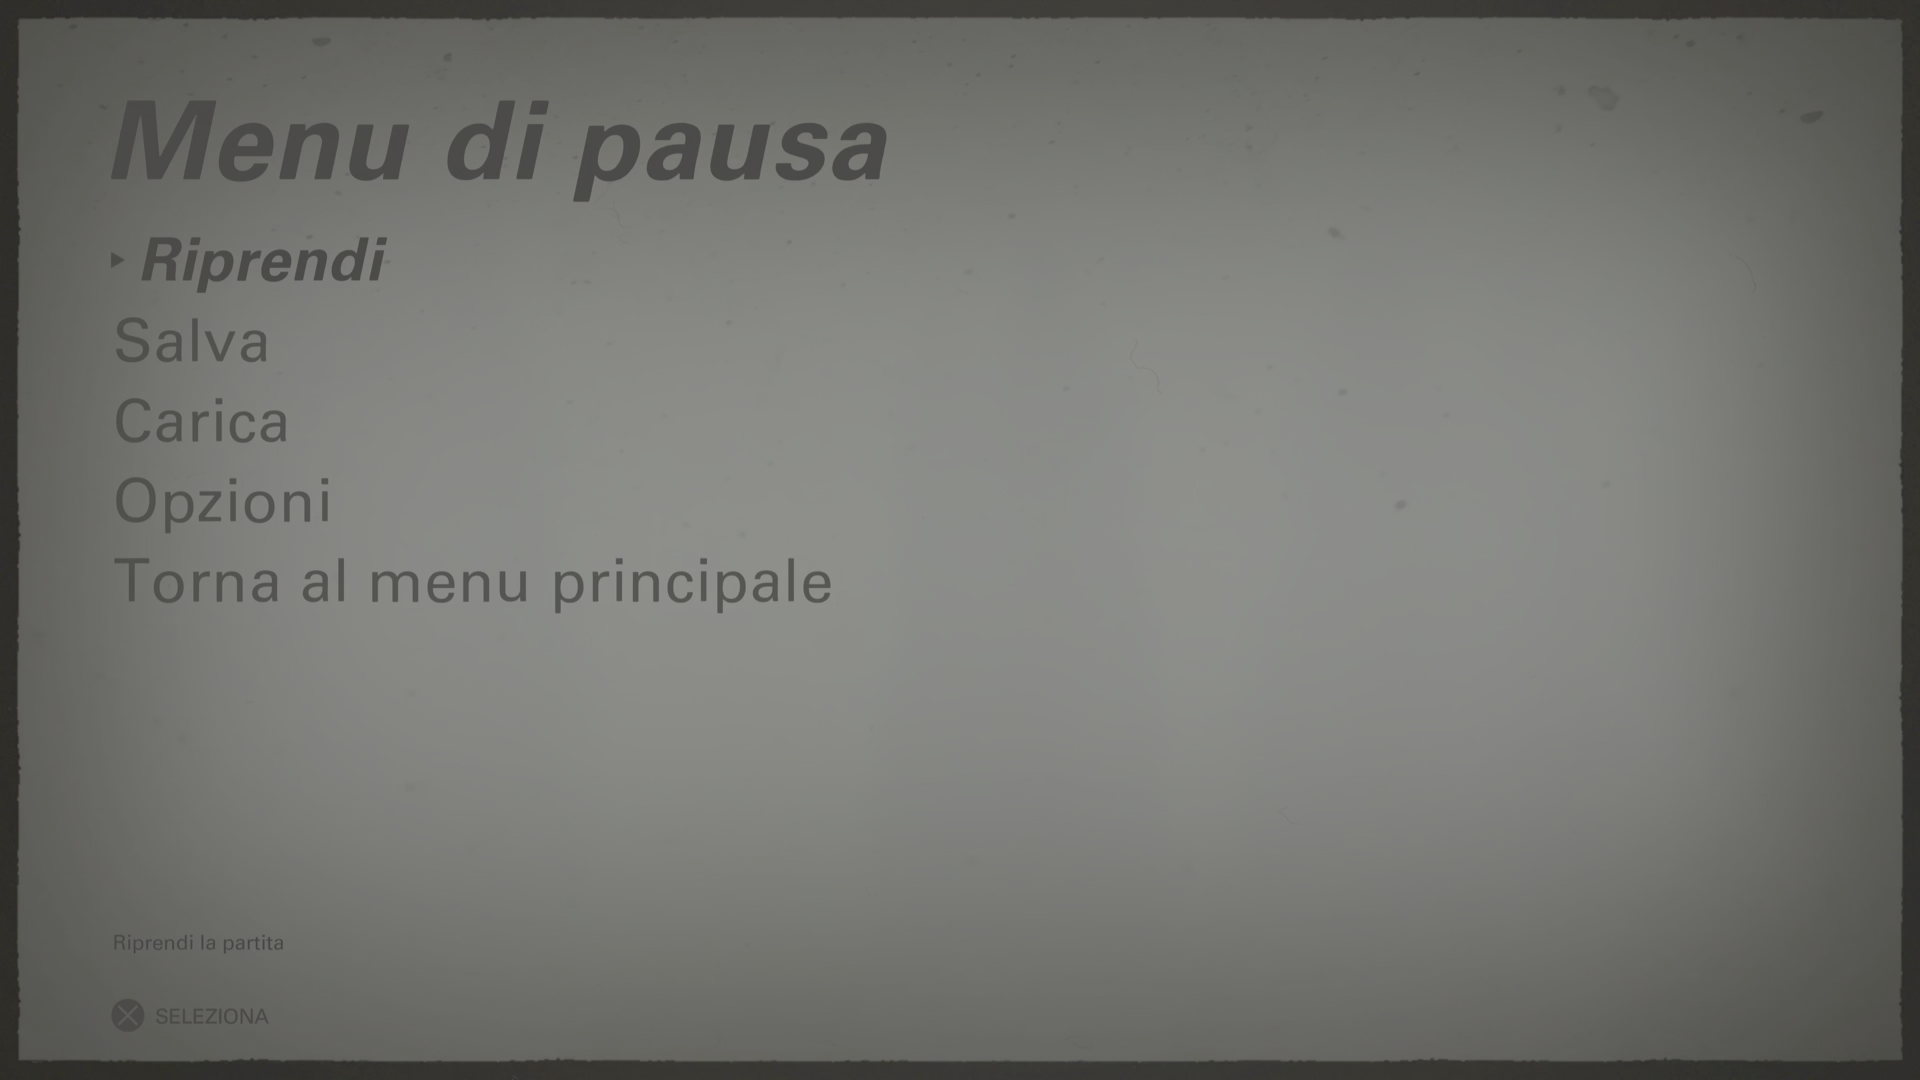 Menu di pausa
Riprendi
Salva
Carica
Opzioni
Torna al menu principale
Riprendi la partita
SELEZIONA